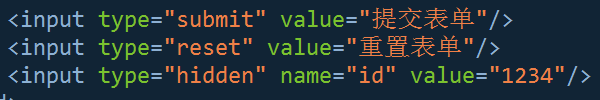 <input type="submit" value="提交表单"/>
<input type="reset" value="重置表单"/>
<input type="hidden" name="id" value="1234"/>